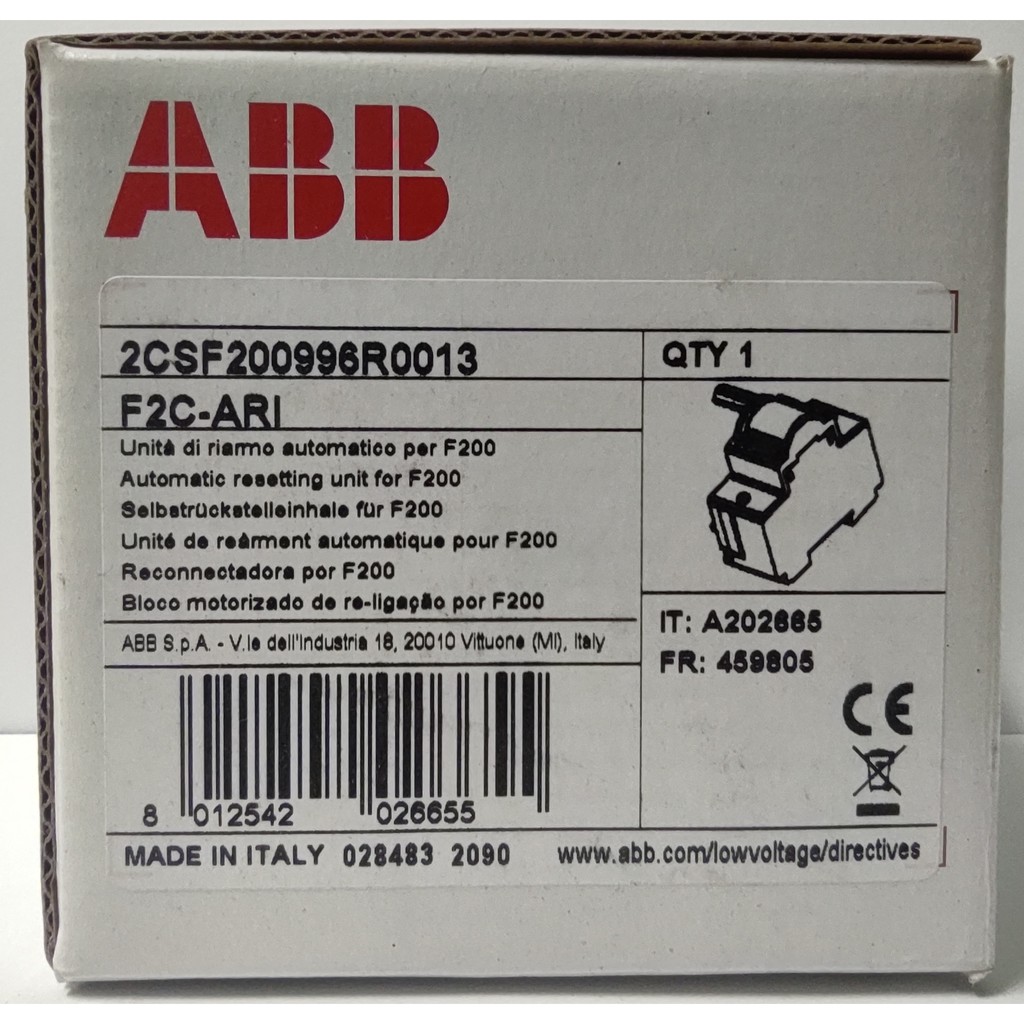 ABB
2CSF200996R0013
QTY 1
F2C-ARI
Unità di riarmo automatico per F200
Automatic resetting unit for F200
Selbstrückstelleinhale für F200
Unité de reârment automatique pour F200
Reconnectadora por F200
Bloco motorizado de re-ligação por F200
ABB S.p.A. - V.le dell'Industria 18, 20010 Vittuone (MI), Italy
IT: A202665
FR: 459805
CE
8 012542 026655
MADE IN ITALY 028483 2090 www.abb.com/lowvoltage/directives